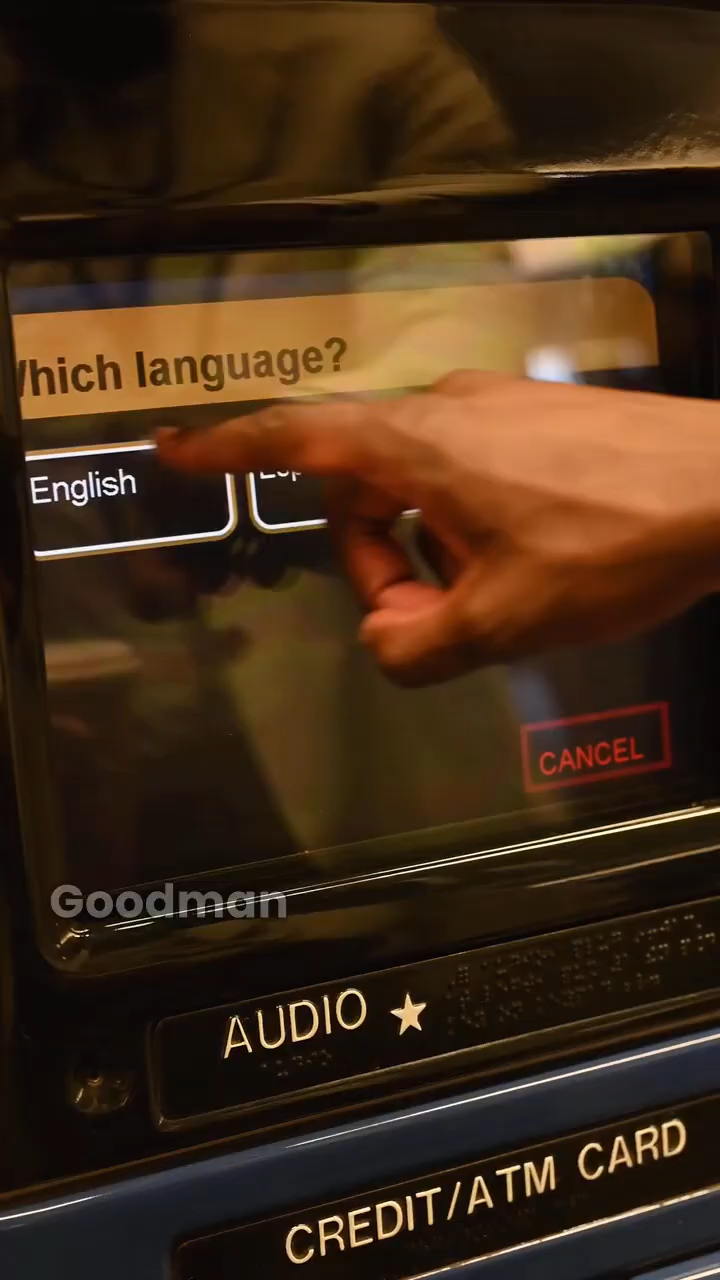 Which language?
English
CANCEL
Goodman
AUDIO ★
CREDIT/ATM CARD